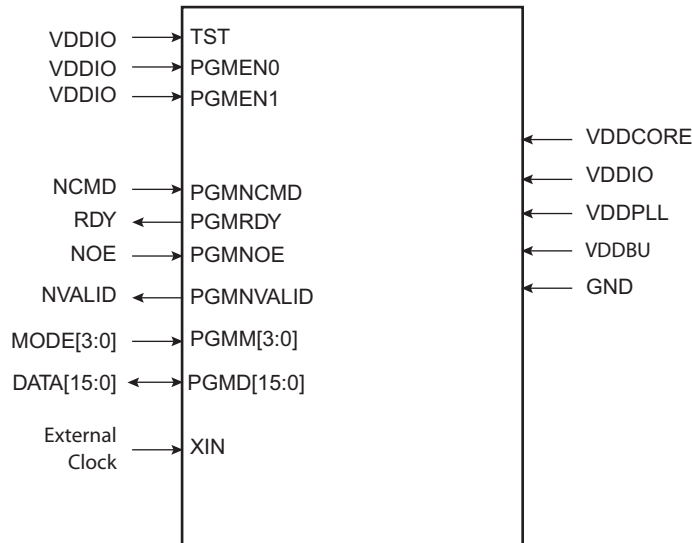 VDDIO TST
VDDIO PGMEN0
VDDIO PGMEN1
VDDCORE
VDDIO
NCMD PGMNCMD
RDY PGMRDY
VDDPLL
NOE PGMNOE
VDDBU
NVALID PGMNVALID
GND
MODE[3:0] PGMM[3:0]
DATA[15:0] PGMD[15:0]
External
Clock
XIN